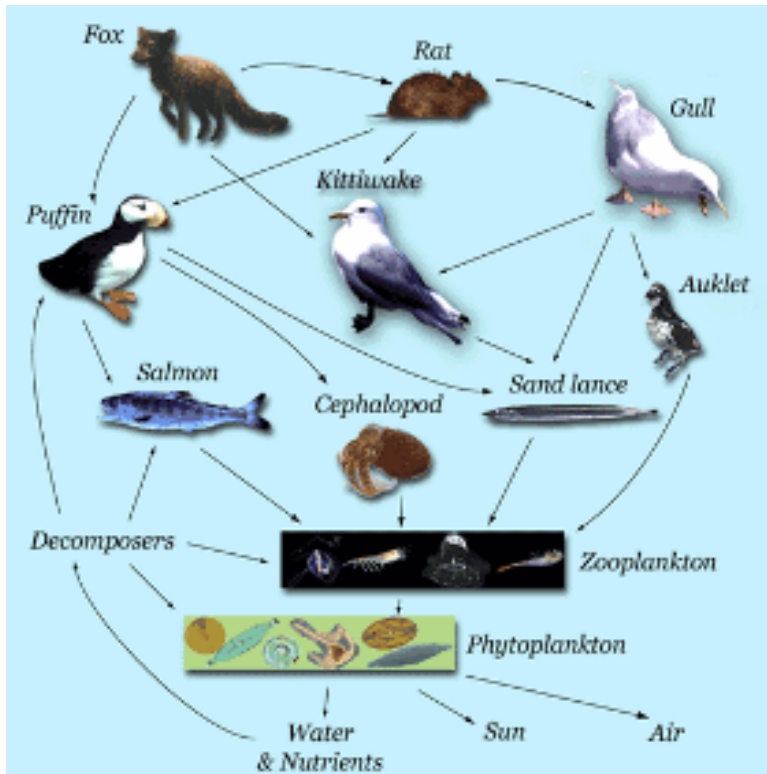 Fox
Rat
Gull
Kittiwake
Puffin
Auklet
Salmon
Sand lance
Cephalopod
Decomposers
Zooplankton
Phytoplankton
Water
& Nutrients
Sun
Air